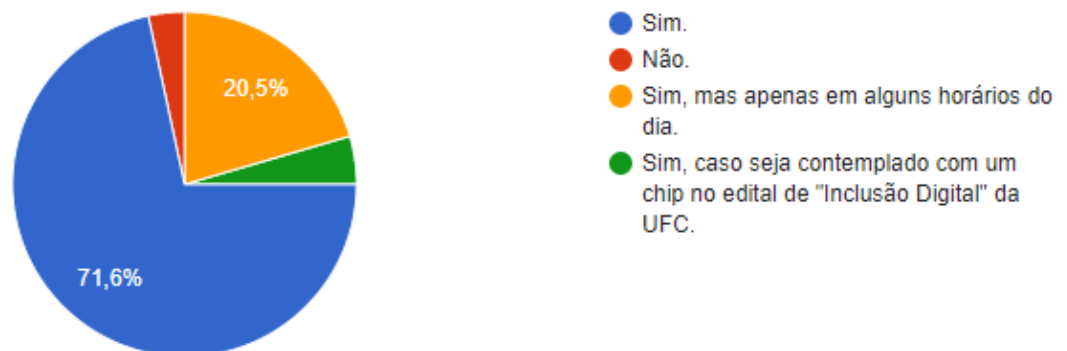 20,5%
71,6%
Sim.
Não.
Sim, mas apenas em alguns horários do
dia.
Sim, caso seja contemplado com um
chip no edital de "Inclusão Digital" da
UFC.